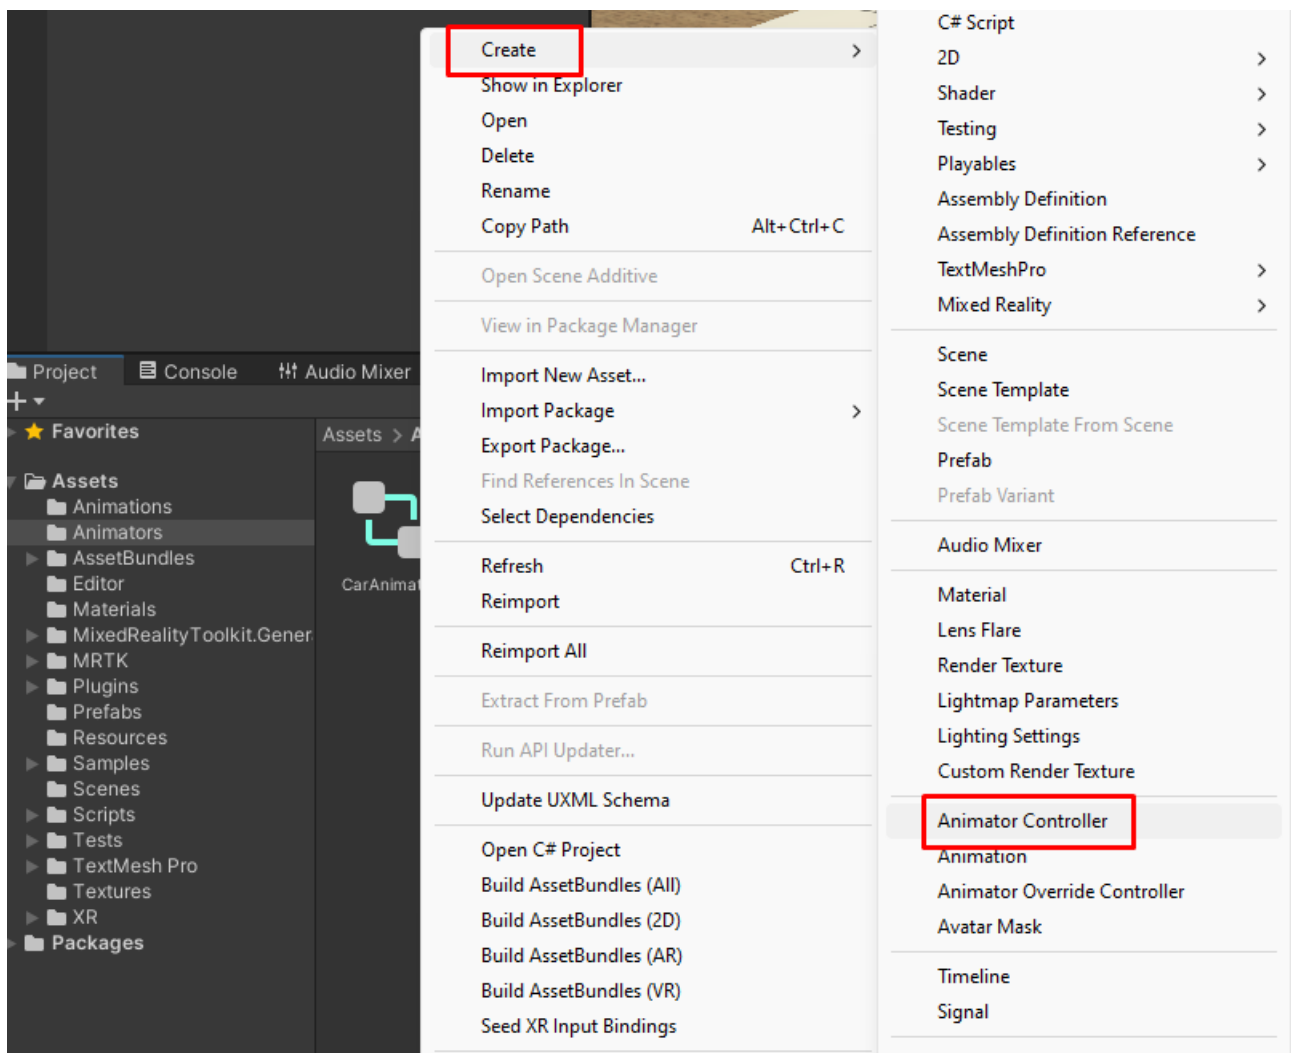 Create
Show in Explorer
Open
Delete
Rename
Copy Path Alt+Ctrl+C
Open Scene Additive
View in Package Manager
Import New Asset...
Import Package
Export Package...
Find References In Scene
Select Dependencies
Refresh Ctrl+R
Reimport
Reimport All
Extract From Prefab
Run API Updater...
Update UXML Schema
Open C# Project
Build AssetBundles (All)
Build AssetBundles (2D)
Build AssetBundles (AR)
Build AssetBundles (VR)
Seed XR Input Bindings
C# Script
2D
Shader
Testing
Playables
Assembly Definition
Assembly Definition Reference
TextMeshPro
Mixed Reality
Scene
Scene Template
Scene Template From Scene
Prefab
Prefab Variant
Audio Mixer
Material
Lens Flare
Render Texture
Lightmap Parameters
Lighting Settings
Custom Render Texture
Animator Controller
Animation
Animator Override Controller
Avatar Mask
Timeline
Signal
Project Console Audio Mixer
Favorites
Assets
Animations
Animators
AssetBundles
Editor
Materials
MixedRealityToolkit.Gener
MRTK
Plugins
Prefabs
Resources
Samples
Scenes
Scripts
Tests
TextMesh Pro
Textures
XR
Packages
Assets > A
CarAnimat